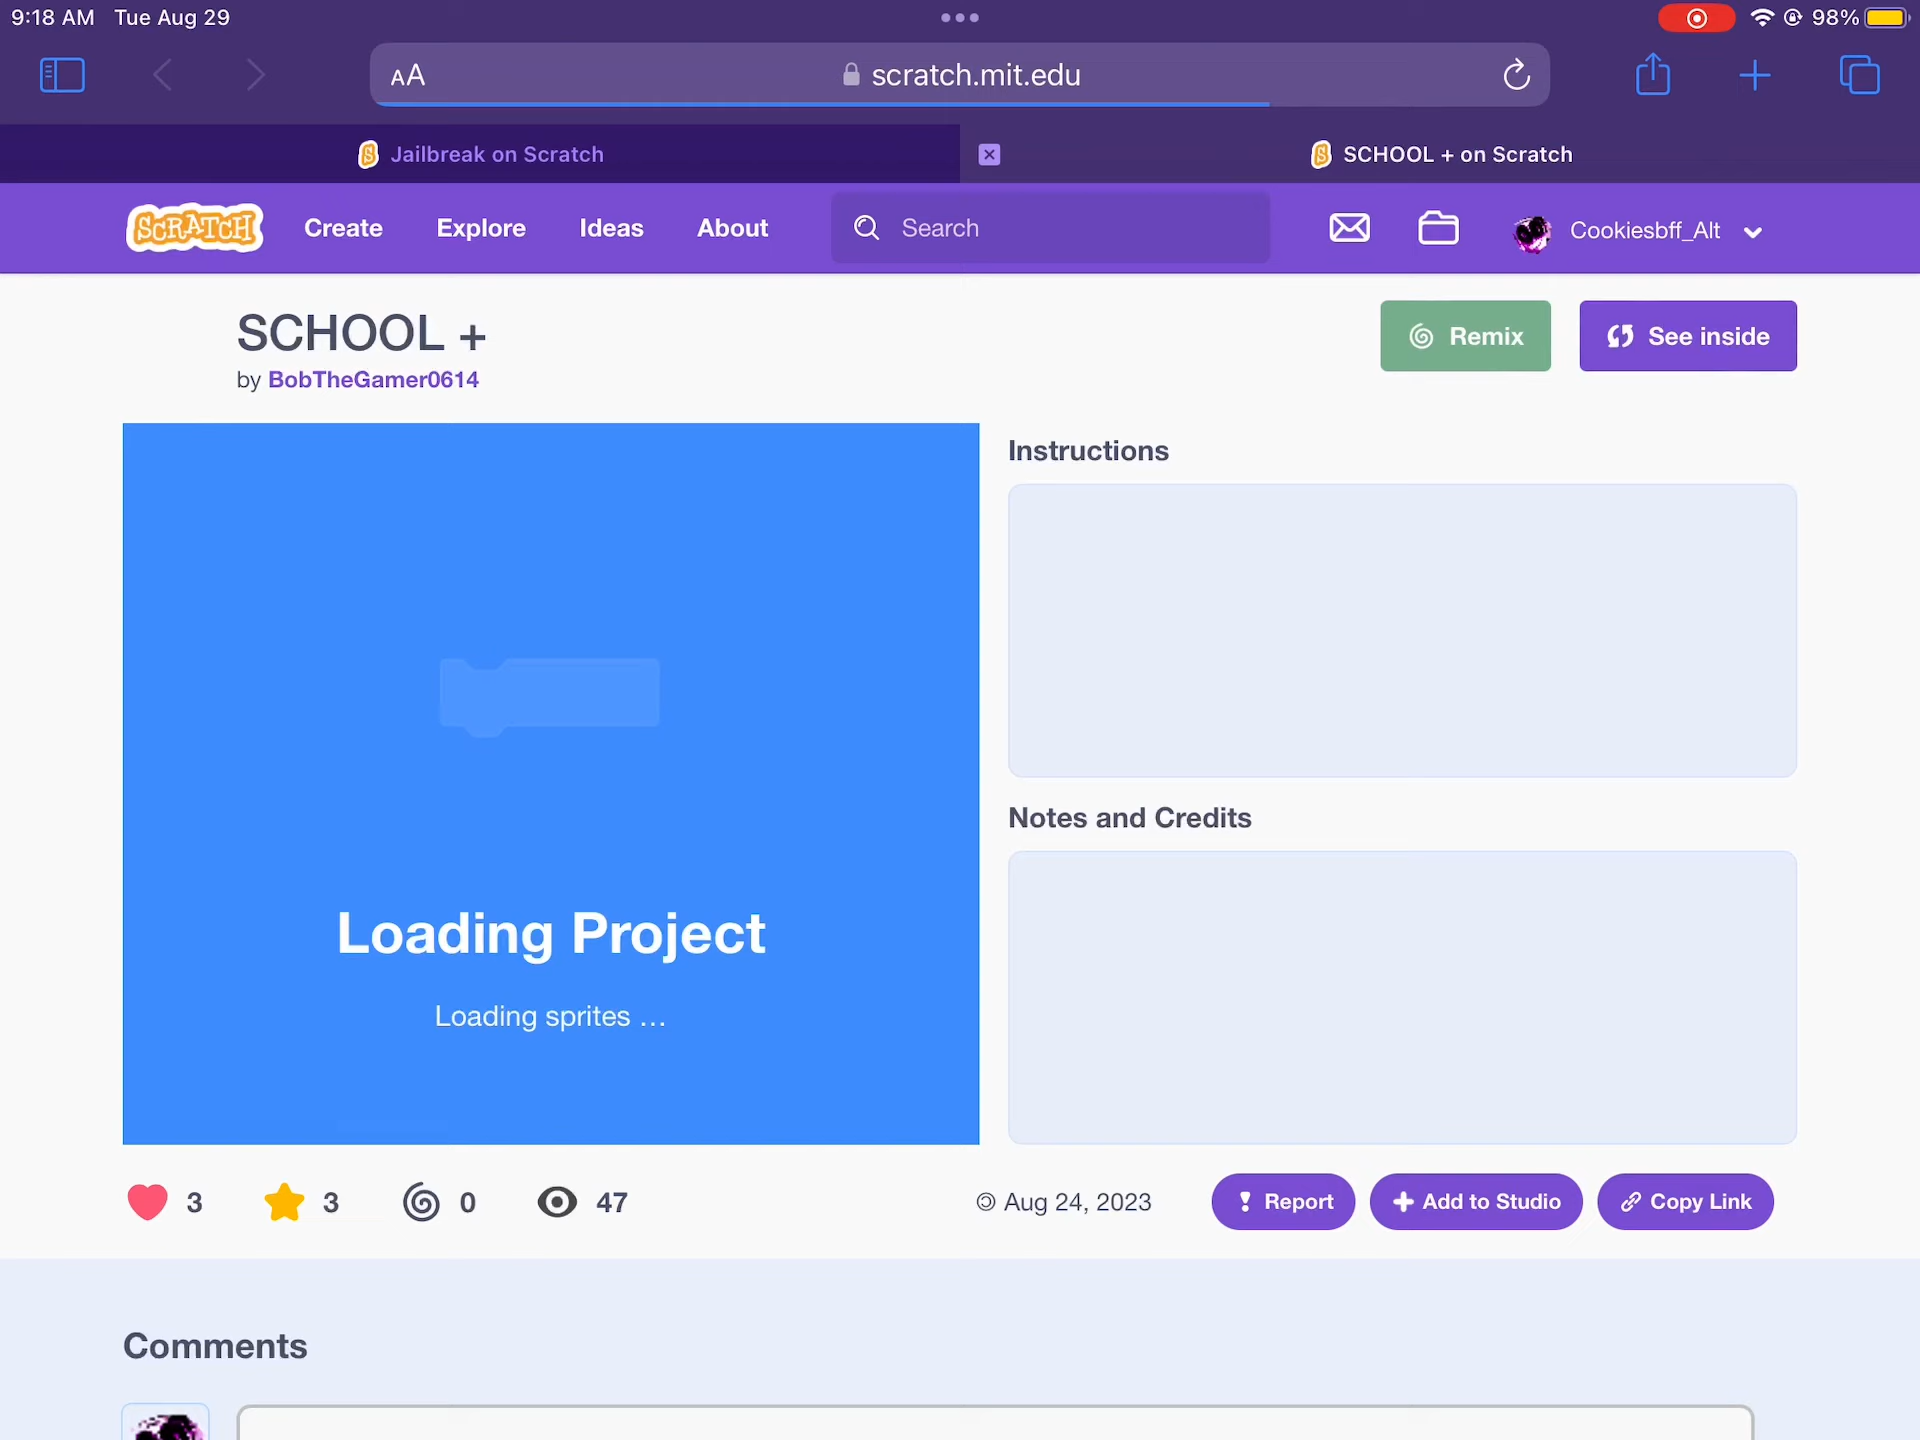 9:18 AM Tue Aug 29
98%
AA scratch.mit.edu
Jailbreak on Scratch
SCHOOL + on Scratch
SCRATCH Create Explore Ideas About Search Cookiesbff_Alt
SCHOOL +
by BobTheGamer0614
Remix
See inside
Instructions
Loading Project
Loading sprites …
Notes and Credits
3 3 0 47
Aug 24, 2023
Report
Add to Studio
Copy Link
Comments